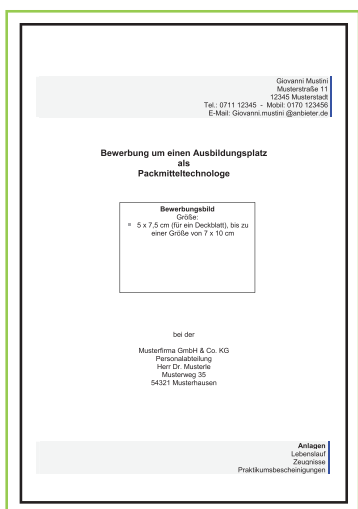 Giovanni Mustini
Musterstraße 11
12345 Musterstadt
Tel.: 0711 12345 - Mobil: 0170 123456
E-Mail: Giovanni.mustini @anbieter.de
Bewerbung um einen Ausbildungsplatz
als
Packmitteltechnologe
Bewerbungsbild
Größe:
= 5 x 7,5 cm (für ein Deckblatt), bis zu
einer Größe von 7 x 10 cm
bei der
Musterfirma GmbH & Co. KG
Personalabteilung
Herr Dr. Musterle
Musterweg 35
54321 Musterhausen
Anlagen
Lebenslauf
Zeugnisse
Praktikumsbescheinigungen